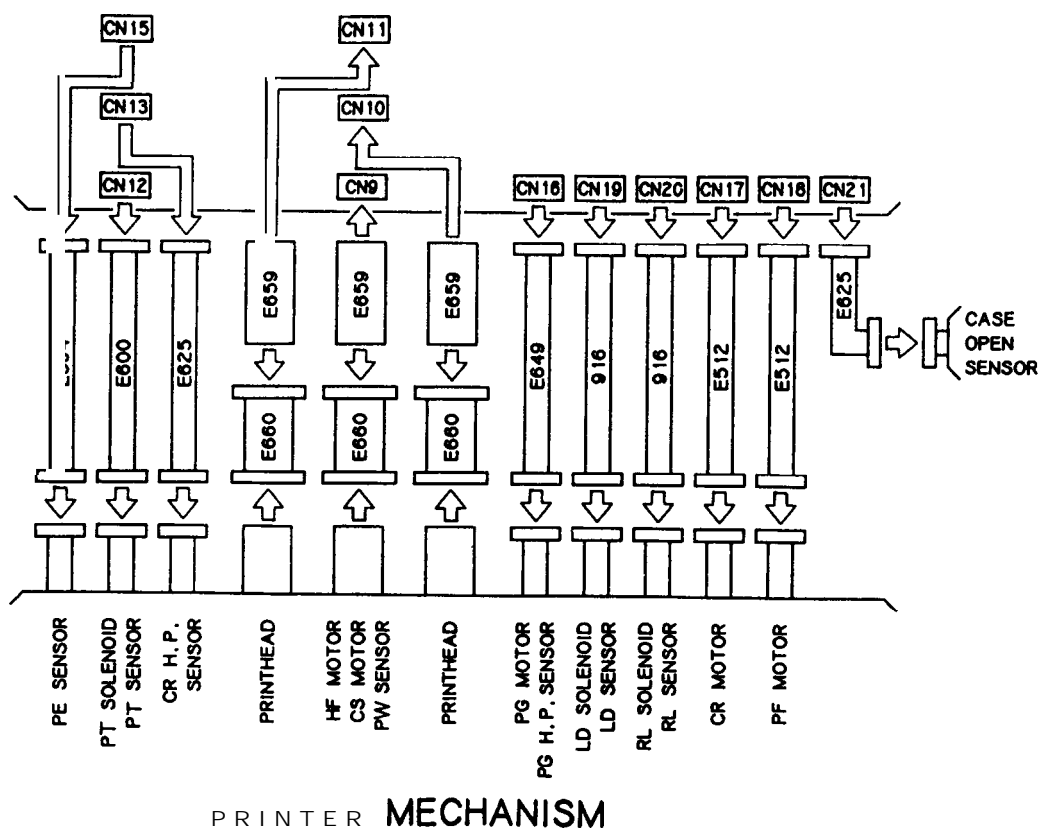 CN15
CN11
CN13
CN10
CN12
CN9
CN16
CN19
CN20
CN17
CN18
CN21
E600
E625
E659
E659
E659
E649
916
916
E512
E512
E625
CASE
OPEN
SENSOR
E660
E660
E660
PE SENSOR
PT SOLENOID
PT SENSOR
CR H.P.
SENSOR
PRINTHEAD
HF MOTOR
CS MOTOR
PW SENSOR
PRINTHEAD
PG MOTOR
PG H.P. SENSOR
LD SOLENOID
LD SENSOR
RL SOLENOID
RL SENSOR
CR MOTOR
PF MOTOR
PRINTER MECHANISM